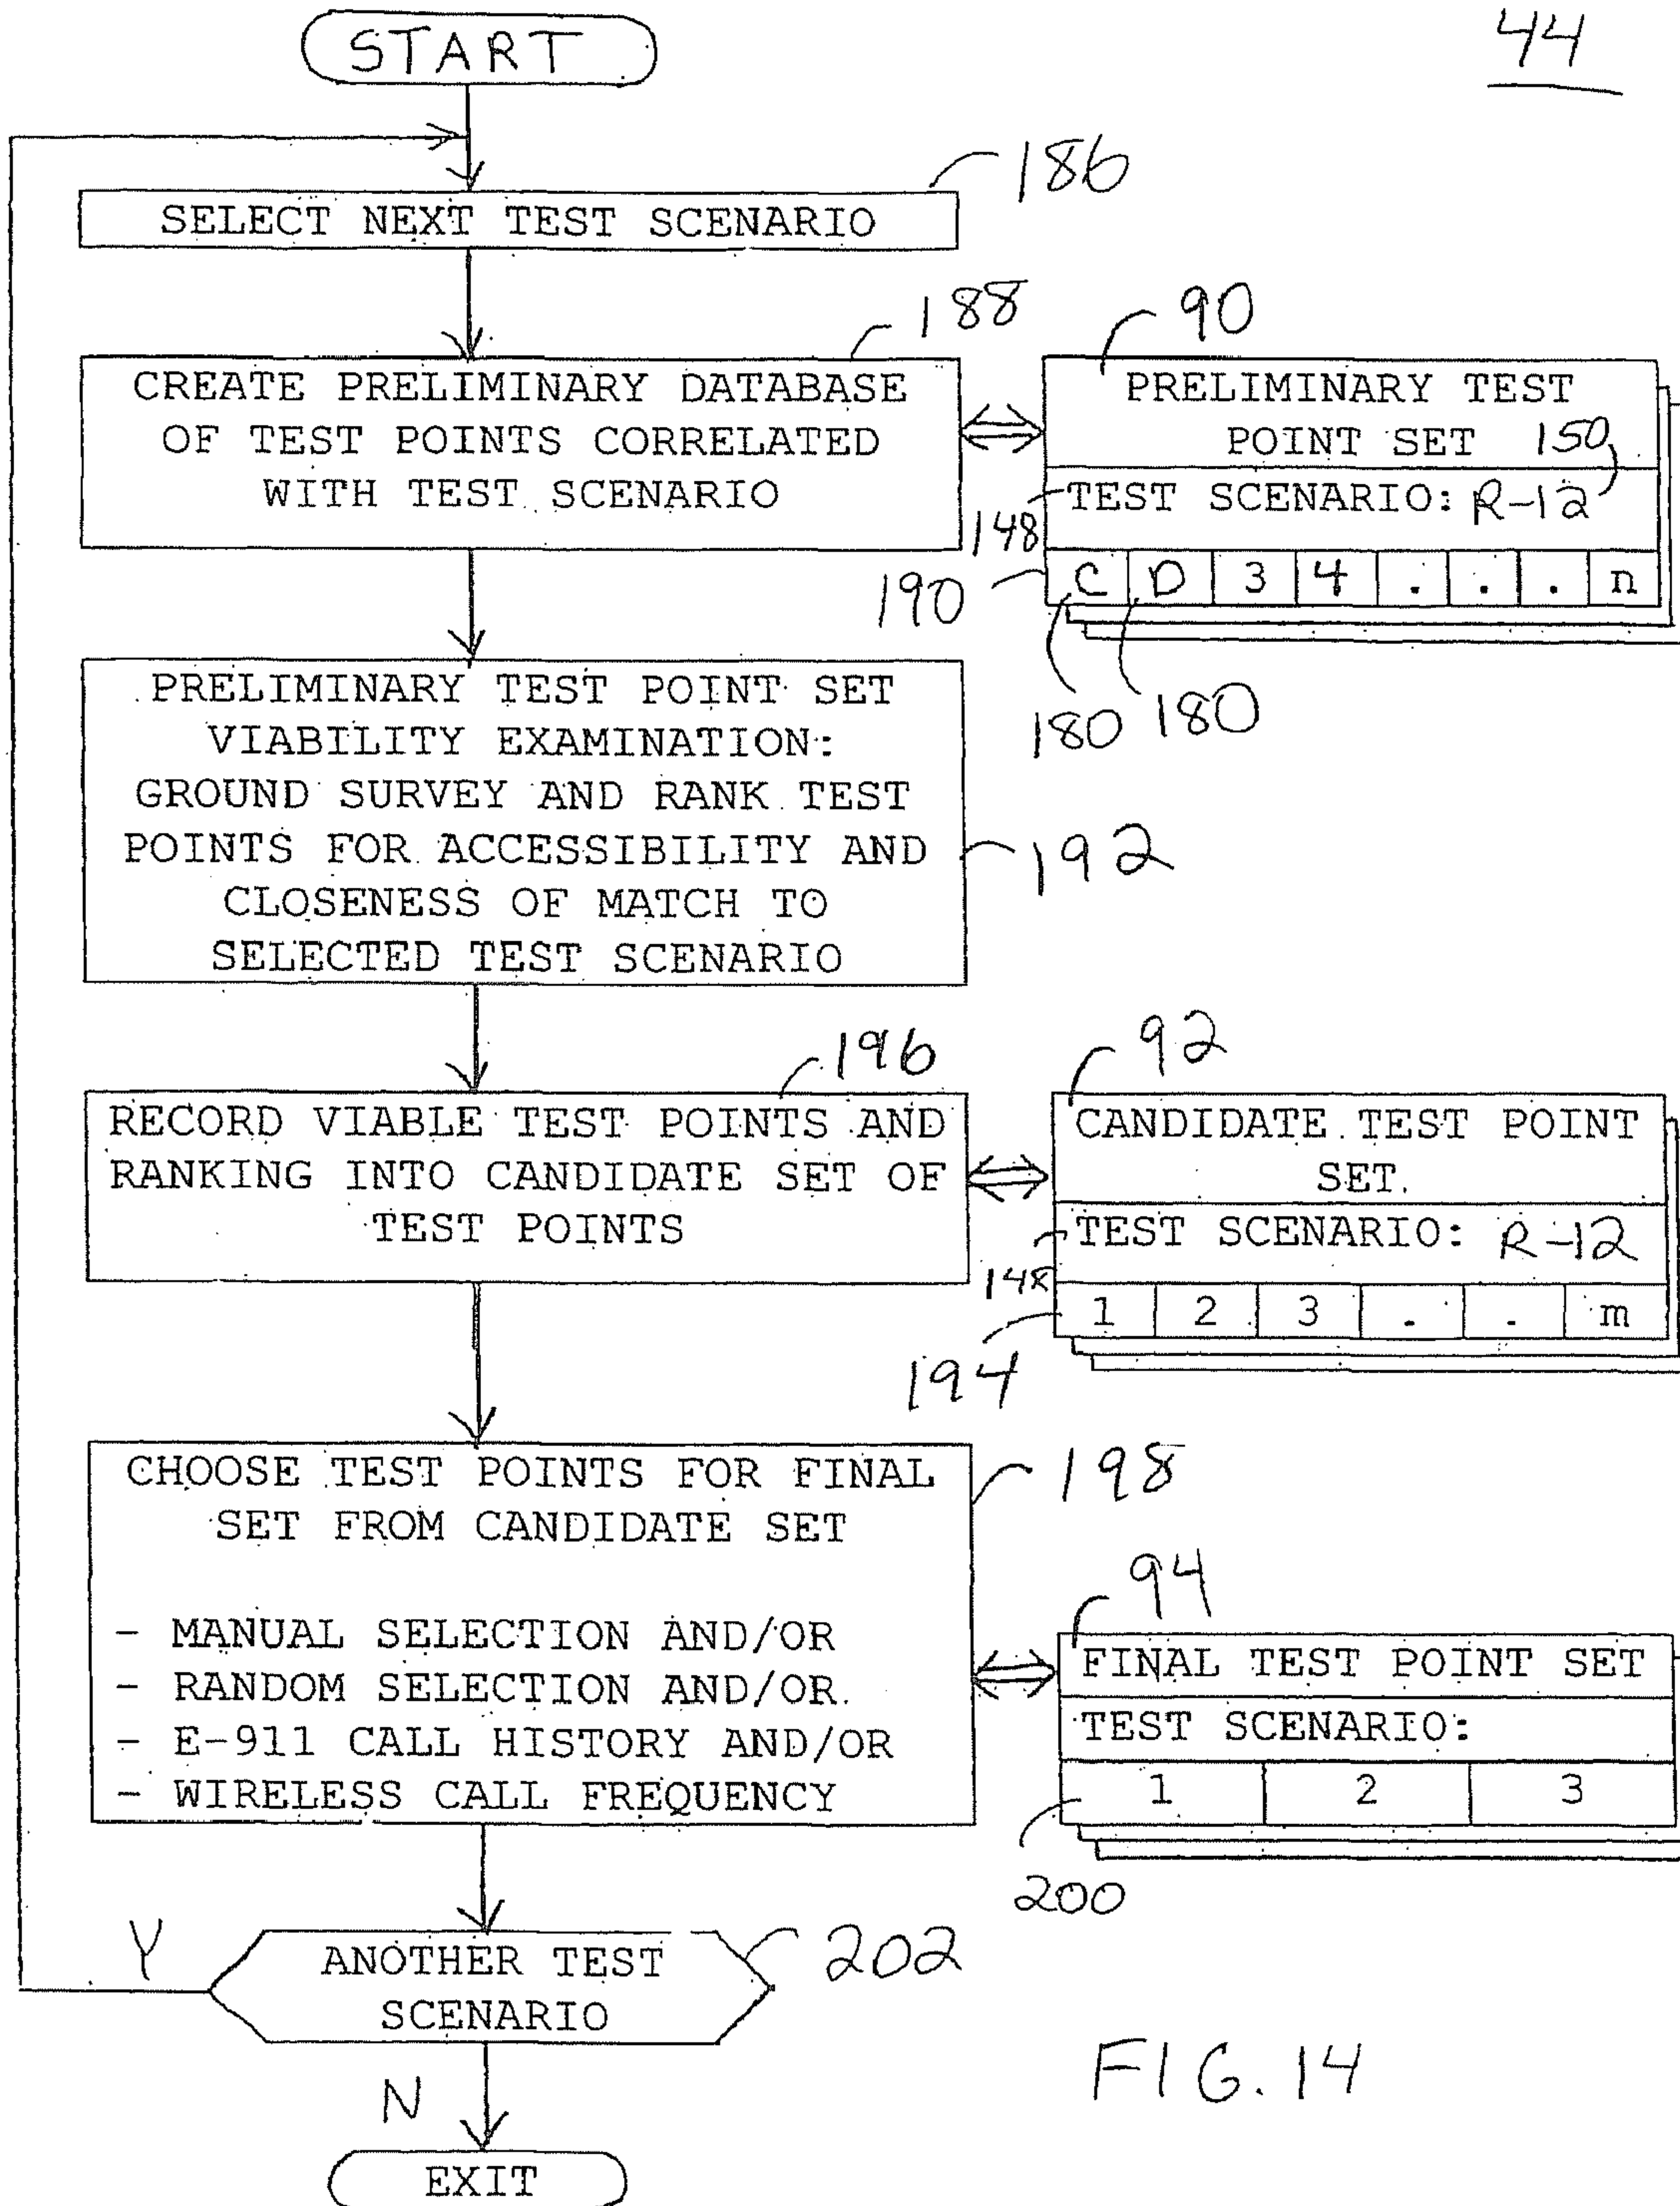 44
START
186
SELECT NEXT TEST SCENARIO
188
CREATE PRELIMINARY DATABASE
OF TEST POINTS CORRELATED
WITH TEST SCENARIO
90
PRELIMINARY TEST
POINT SET 150
TEST SCENARIO: R-12
148
C D 3 4 . . . n
190
180 180
PRELIMINARY TEST POINT SET
VIABILITY EXAMINATION:
GROUND SURVEY AND RANK TEST
POINTS FOR ACCESSIBILITY AND
CLOSENESS OF MATCH TO
SELECTED TEST SCENARIO
192
196
RECORD VIABLE TEST POINTS AND
RANKING INTO CANDIDATE SET OF
TEST POINTS
92
CANDIDATE TEST POINT
SET
TEST SCENARIO: R-12
148
1 2 3 . . m
194
CHOOSE TEST POINTS FOR FINAL
SET FROM CANDIDATE SET
- MANUAL SELECTION AND/OR
- RANDOM SELECTION AND/OR
- E-911 CALL HISTORY AND/OR
- WIRELESS CALL FREQUENCY
198
94
FINAL TEST POINT SET
TEST SCENARIO:
1 2 3
200
Y
ANOTHER TEST
SCENARIO
202
N
EXIT
FIG. 14